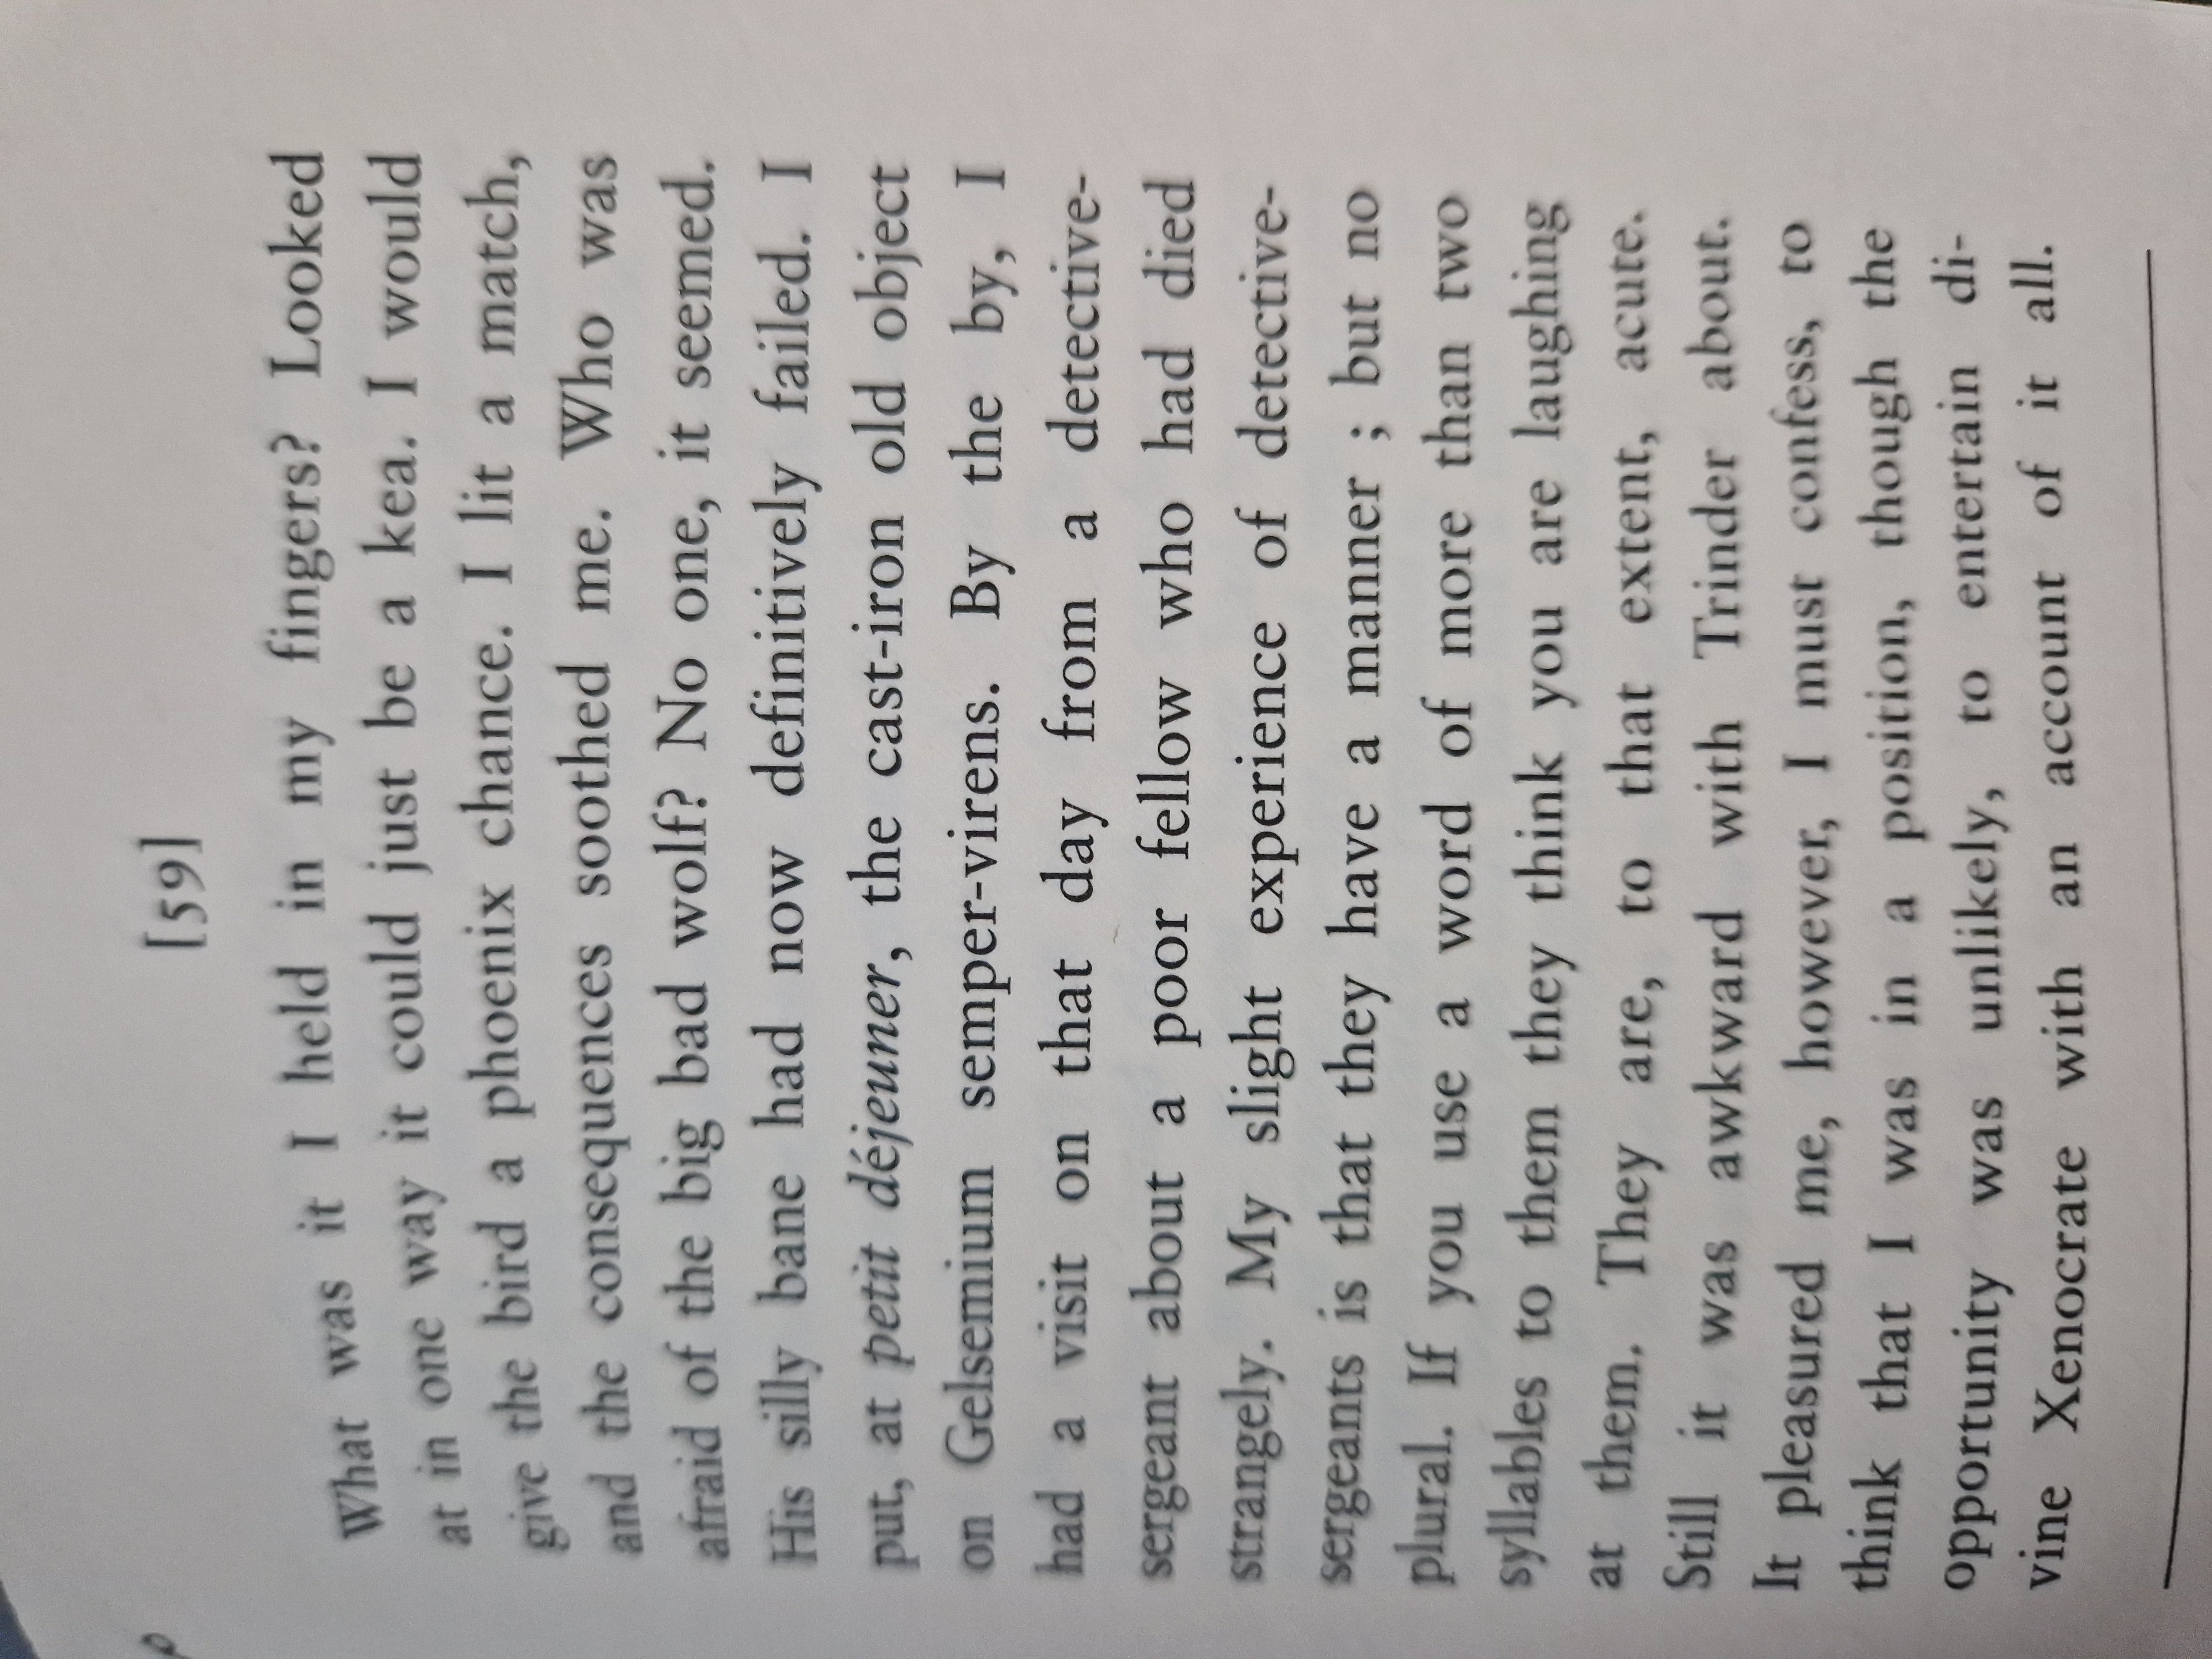 [59]
What was it I held in my fingers? Looked
at in one way it could just be a kea. I would
give the bird a phoenix chance. I lit a match,
and the consequences soothed me. Who was
afraid of the big bad wolf? No one, it seemed.
His silly bane had now definitively failed. I
put, at petit déjeuner, the cast-iron old object
on Gelsemium semper-virens. By the by, I
had a visit on that day from a detective-
sergeant about a poor fellow who had died
strangely. My slight experience of detective-
sergeants is that they have a manner ; but no
plural. If you use a word of more than two
syllables to them they think you are laughing
at them. They are, to that extent, acute.
Still it was awkward with Trinder about.
It pleasured me, however, I must confess, to
think that I was in a position, though the
opportunity was unlikely, to entertain di-
vine Xenocrate with an account of it all.